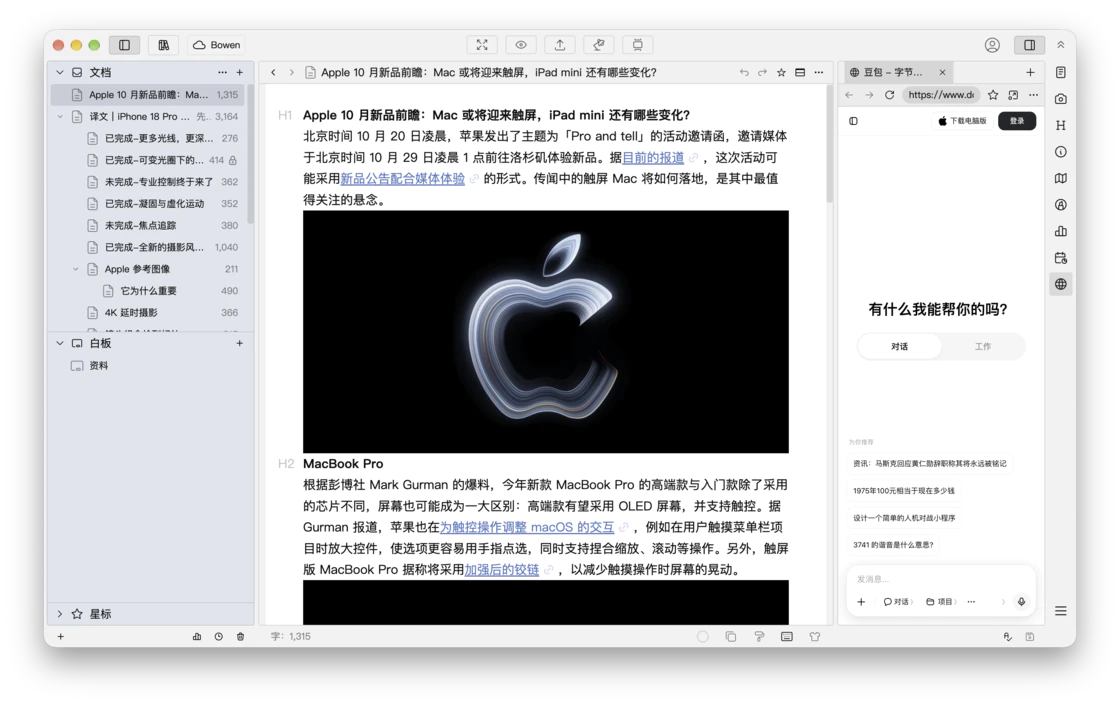 Bowen
文档
Apple 10 月新品前瞻：Ma... 1,315
译文｜iPhone 18 Pro ... 先.. 3,164
已完成–更多光线，更深... 276
已完成–可变光圈下的... 414
未完成–专业控制终于来了 362
已完成–凝固与虚化运动 352
未完成–焦点追踪 380
已完成–全新的摄影风... 1,040
Apple 参考图像 211
它为什么重要 490
4K 延时摄影 366
白板
资料
星标
Apple 10 月新品前瞻：Mac 或将迎来触屏，iPad mini 还有哪些变化?
H1 Apple 10 月新品前瞻：Mac 或将迎来触屏，iPad mini 还有哪些变化?
北京时间 10 月 20 日凌晨，苹果发出了主题为「Pro and tell」的活动邀请函，邀请媒体
于北京时间 10 月 29 日凌晨 1 点前往洛杉矶体验新品。据目前的报道 ，这次活动可
能采用新品公告配合媒体体验 的形式。传闻中的触屏 Mac 将如何落地，是其中最值
得关注的悬念。
H2 MacBook Pro
根据彭博社 Mark Gurman 的爆料，今年新款 MacBook Pro 的高端款与入门款除了采用
的芯片不同，屏幕也可能成为一大区别：高端款有望采用 OLED 屏幕，并支持触控。据
Gurman 报道，苹果也在为触控操作调整 macOS 的交互 ，例如在用户触摸菜单栏项
目时放大控件，使选项更容易用手指点选，同时支持捏合缩放、滚动等操作。另外，触屏
版 MacBook Pro 据称将采用加强后的铰链 ，以减少触摸操作时屏幕的晃动。
字：1,315
豆包 – 字节...
https://www.do
下载电脑版
登录
有什么我能帮你的吗?
对话 工作
为你推荐
资讯：马斯克回应黄仁勋辞职称其将永远被铭记
1975年100元相当于现在多少钱
设计一个简单的人机对战小程序
3741 的谐音是什么意思?
发消息...
对话 项目